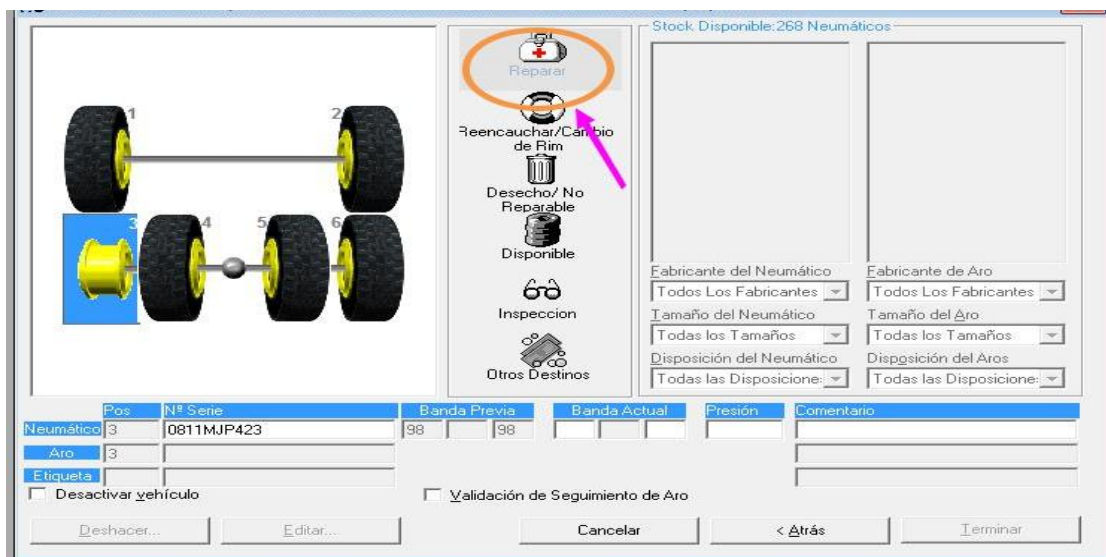 Stock Disponible:268 Neumáticos
1
2
3
4
5
6
Reparar
Reencauchar/Cambio
de Rim
Desecho/ No
Reparable
Disponible
Inspeccion
Otros Destinos
Fabricante del Neumático
Fabricante de Aro
Todos Los Fabricantes
Todos Los Fabricantes
Tamaño del Neumático
Tamaño del Aro
Todas los Tamaños
Todas los Tamaños
Disposición del Neumático
Disposición del Aros
Todas las Disposicione:
Todas las Disposicione:
Pos Nº Serie Banda Previa Banda Actual Presión Comentario
Neumático 3 0811MJP423 98 98
Aro 3
Etiqueta
Desactivar vehículo
Validación de Seguimiento de Aro
Deshacer... Editar... Cancelar < Atrás Terminar